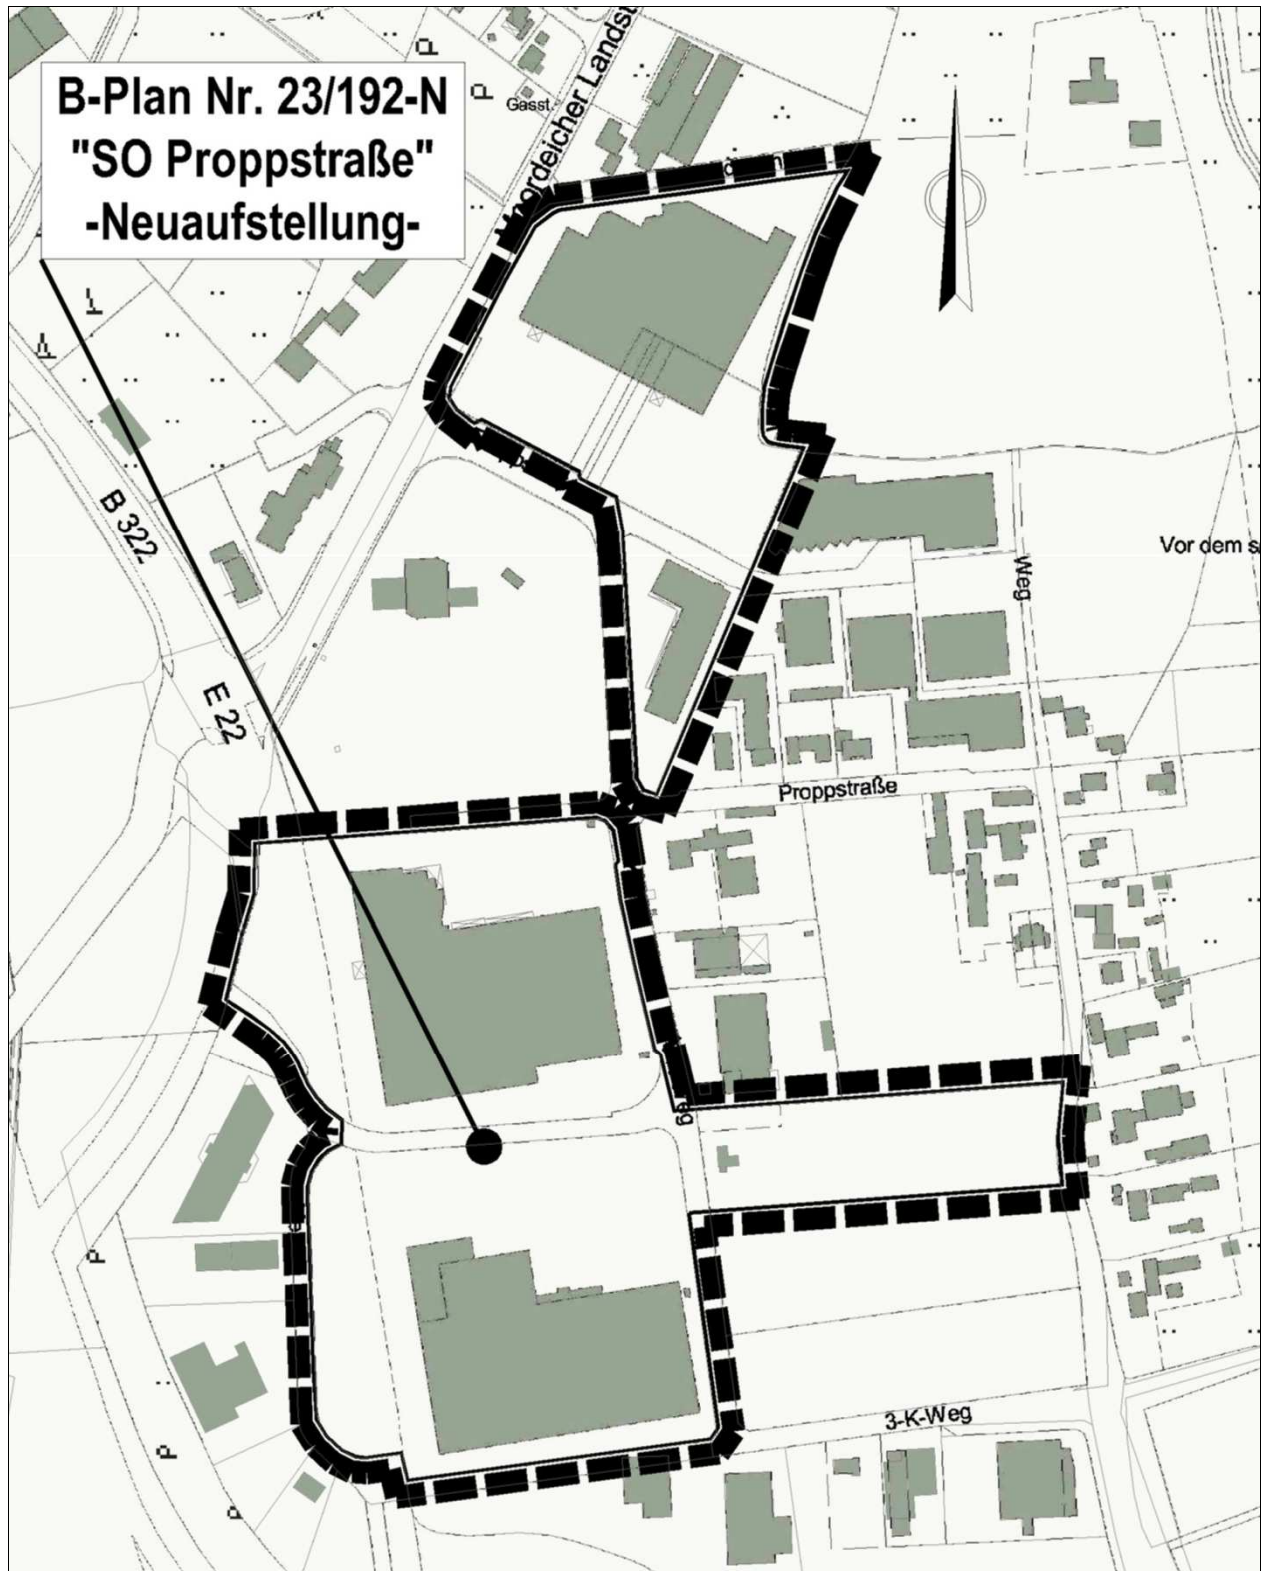 B-Plan Nr. 23/192-N
"SO Proppstraße"
-Neuaufstellung-
Gasst.
B 322
Vor dem s
Weg
E 22
Proppstraße
3-K-Weg